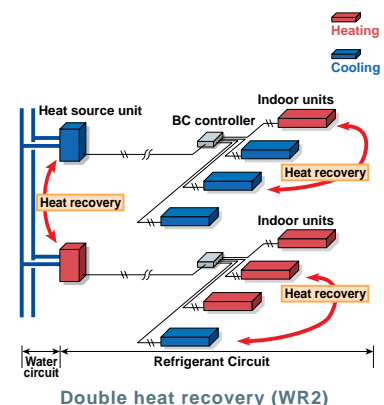 Heating
Cooling
Indoor units
Heat source unit
BC controller
Heat recovery
Heat recovery
Indoor units
Heat recovery
Water
circuit
Refrigerant Circuit
Double heat recovery (WR2)